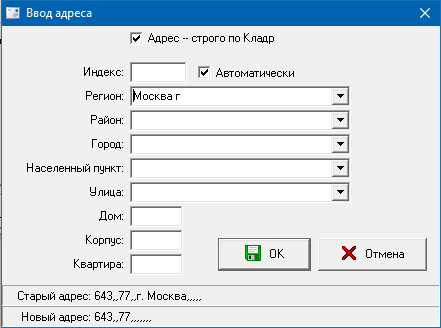 Ввод адреса
Адрес -- строго по Кладр
Индекс: Автоматически
Регион: Москва г
Район:
Город:
Населенный пункт:
Улица:
Дом:
Корпус:
Квартира:
OK Отмена
Старый адрес: 643,,77,,г. Москва,,,,,
Новый адрес: 643,,77,,,,,,,